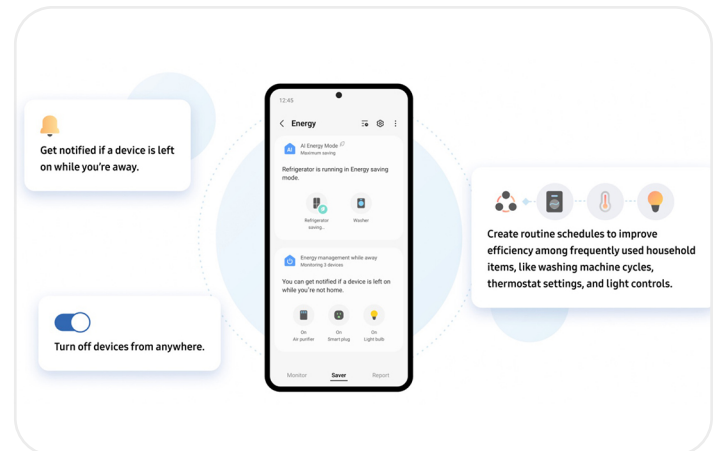 Get notified if a device is left
on while you're away.
Turn off devices from anywhere.
12:45
Energy
AI
AI Energy Mode
Maximum saving
Refrigerator is running in Energy saving
mode.
Refrigerator
saving...
Washer
Energy management while away
Monitoring 3 devices
You can get notified if a device is left on
while you're not home.
On
Air purifier
On
Smart plug
On
Light bulb
Monitor
Saver
Report
Create routine schedules to improve
efficiency among frequently used household
items, like washing machine cycles,
thermostat settings, and light controls.